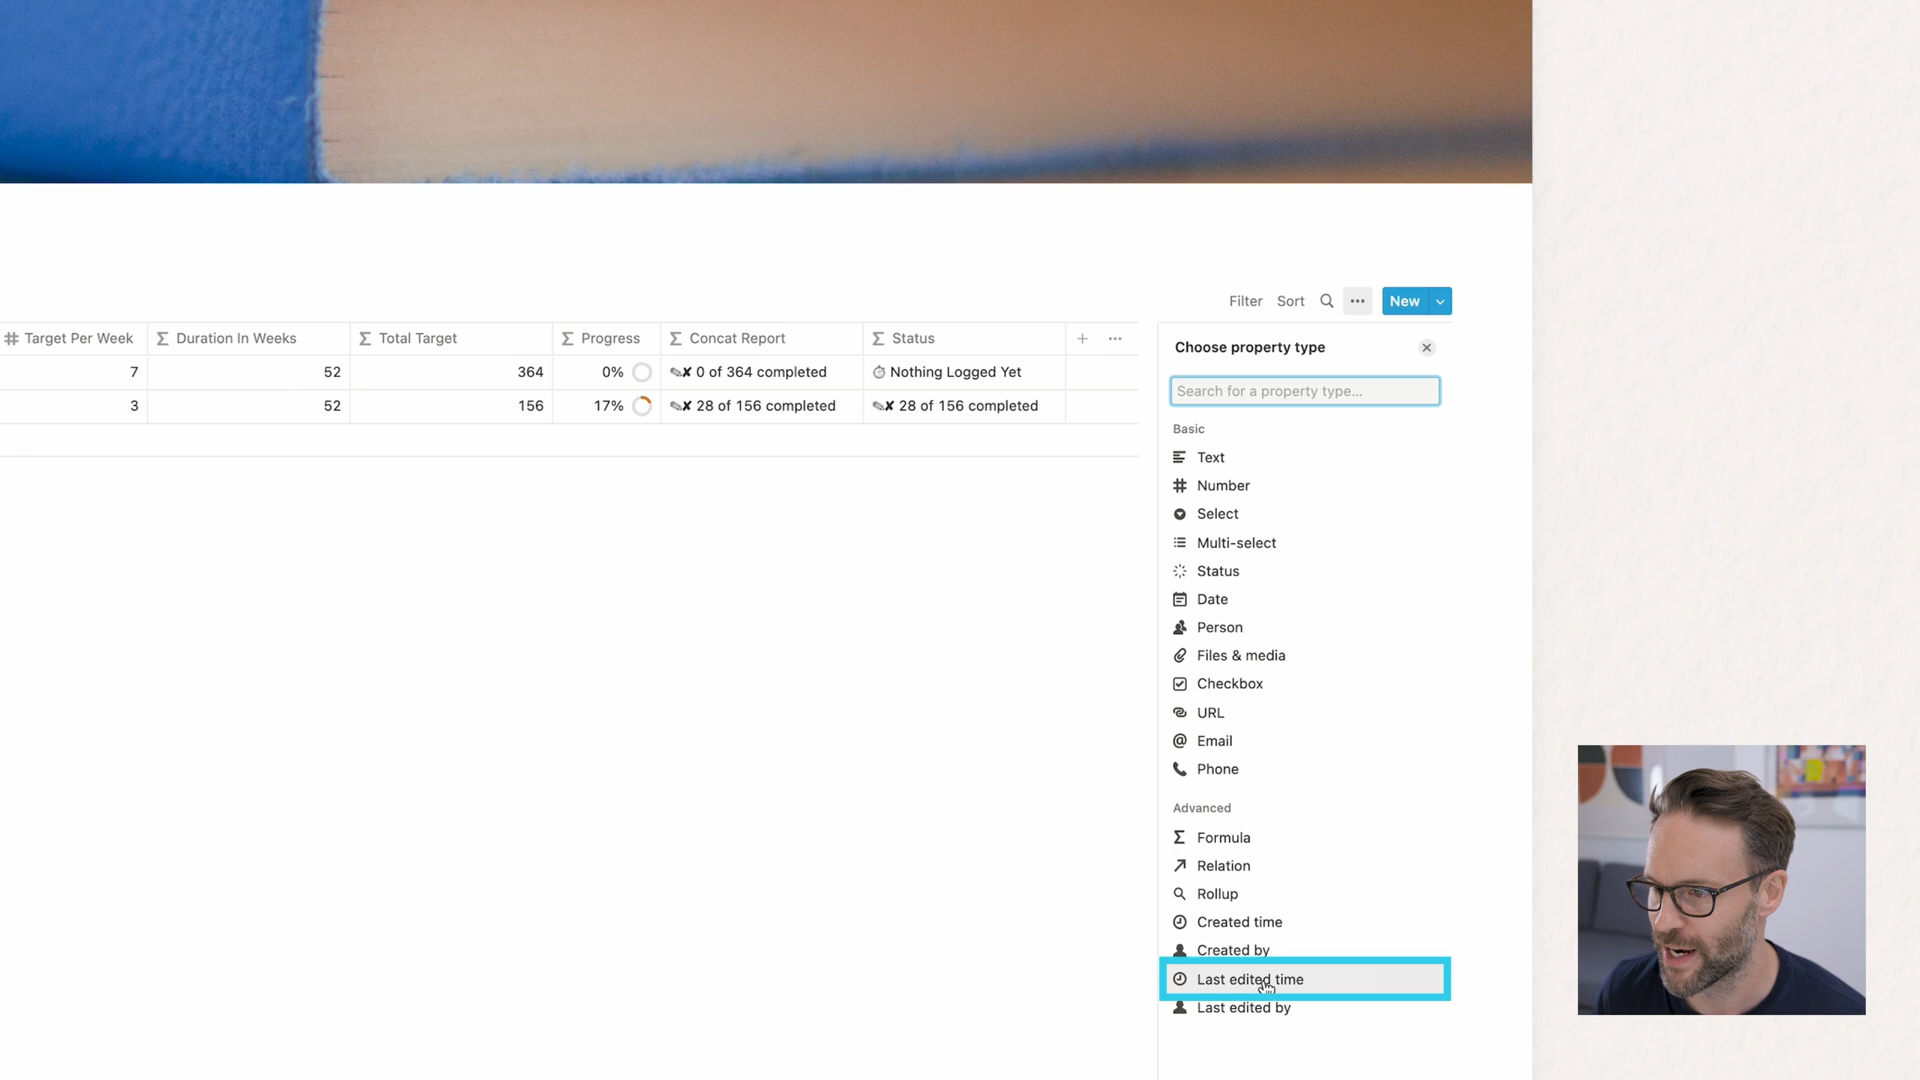 Filter Sort New
Target Per Week Duration In Weeks Total Target Progress Concat Report Status
7 52 364 0% ✎✘ 0 of 364 completed ⏱ Nothing Logged Yet
3 52 156 17% ✎✘ 28 of 156 completed ✎✘ 28 of 156 completed
Choose property type
Search for a property type...
Basic
Text
Number
Select
Multi-select
Status
Date
Person
Files & media
Checkbox
URL
Email
Phone
Advanced
Formula
Relation
Rollup
Created time
Created by
Last edited time
Last edited by